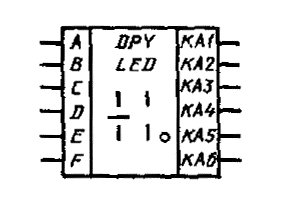 A DPY KA1
B LED KA2
C KA3
D KA4
E KA5
F KA6